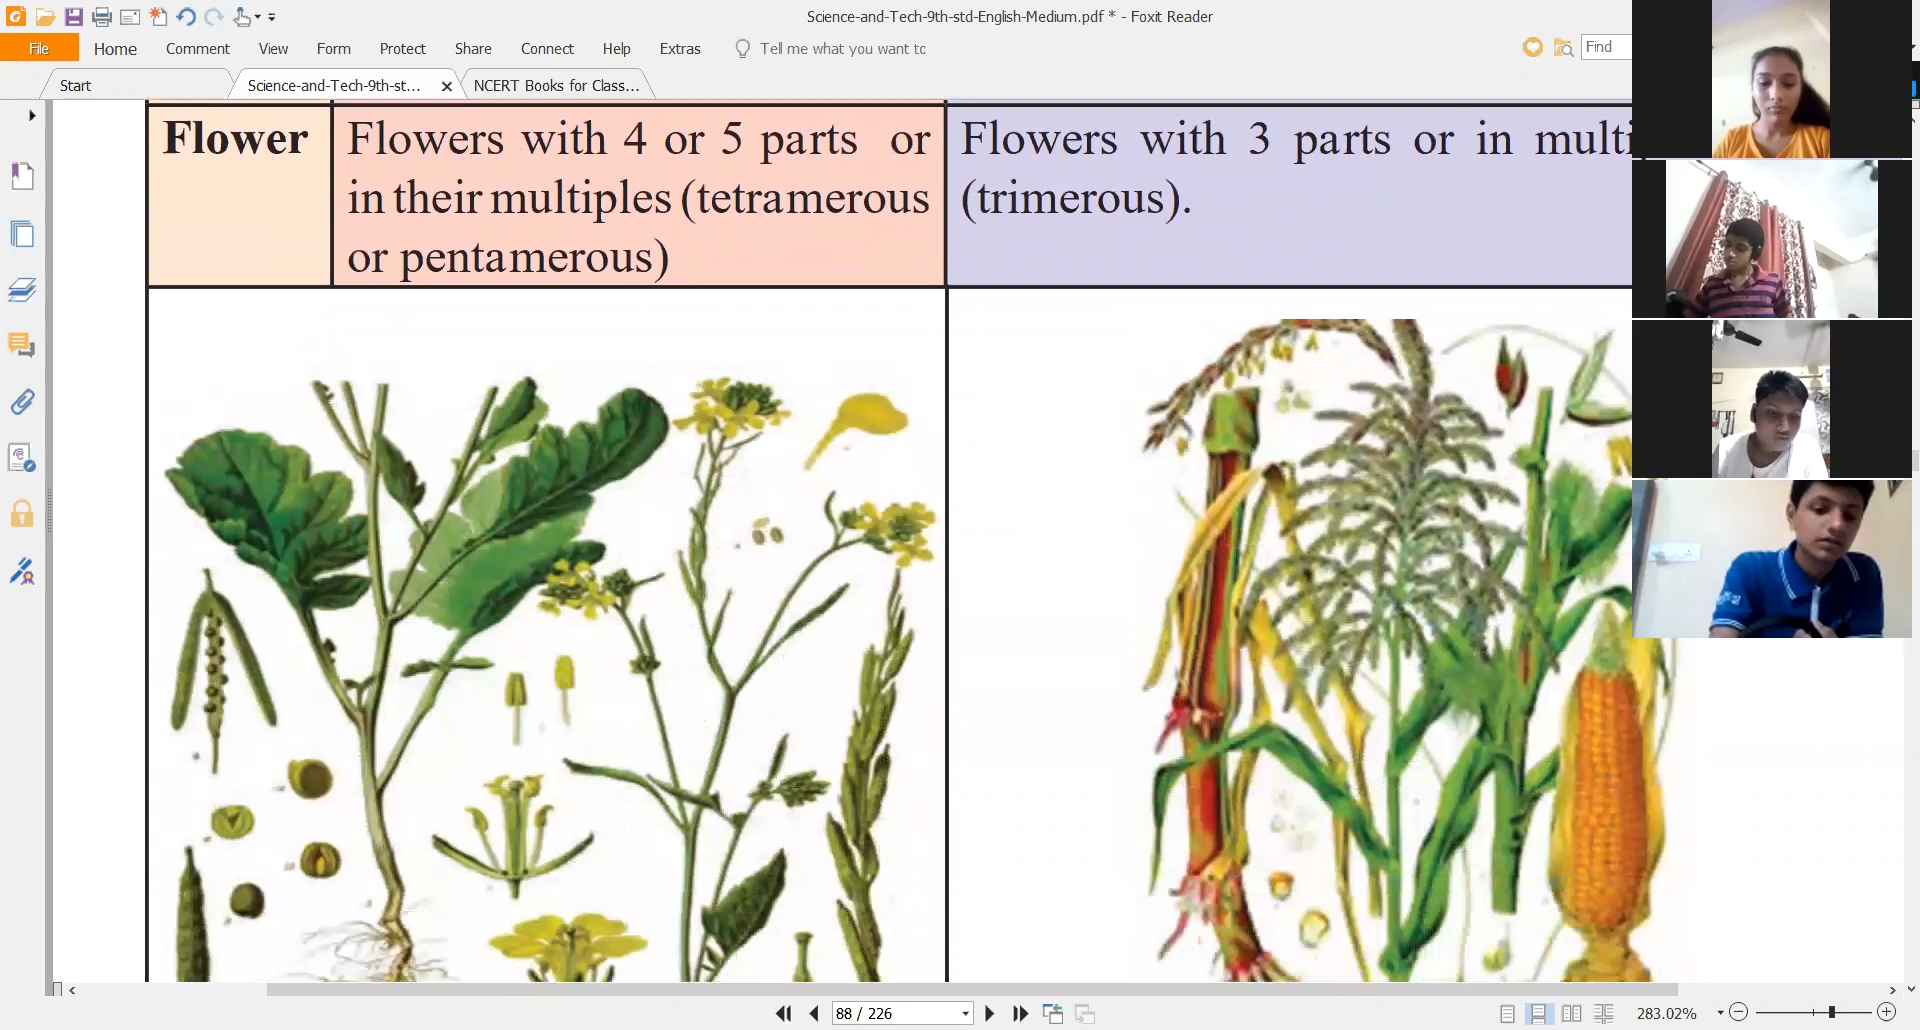 Science-and-Tech-9th-std-English-Medium.pdf * - Foxit Reader
File Home Comment View Form Protect Share Connect Help Extras Tell me what you want to Find
Start Science-and-Tech-9th-st... NCERT Books for Class...
Flower
Flowers with 4 or 5 parts or
in their multiples (tetramerous
or pentamerous)
Flowers with 3 parts or in multi
(trimerous).
88 / 226
283.02%